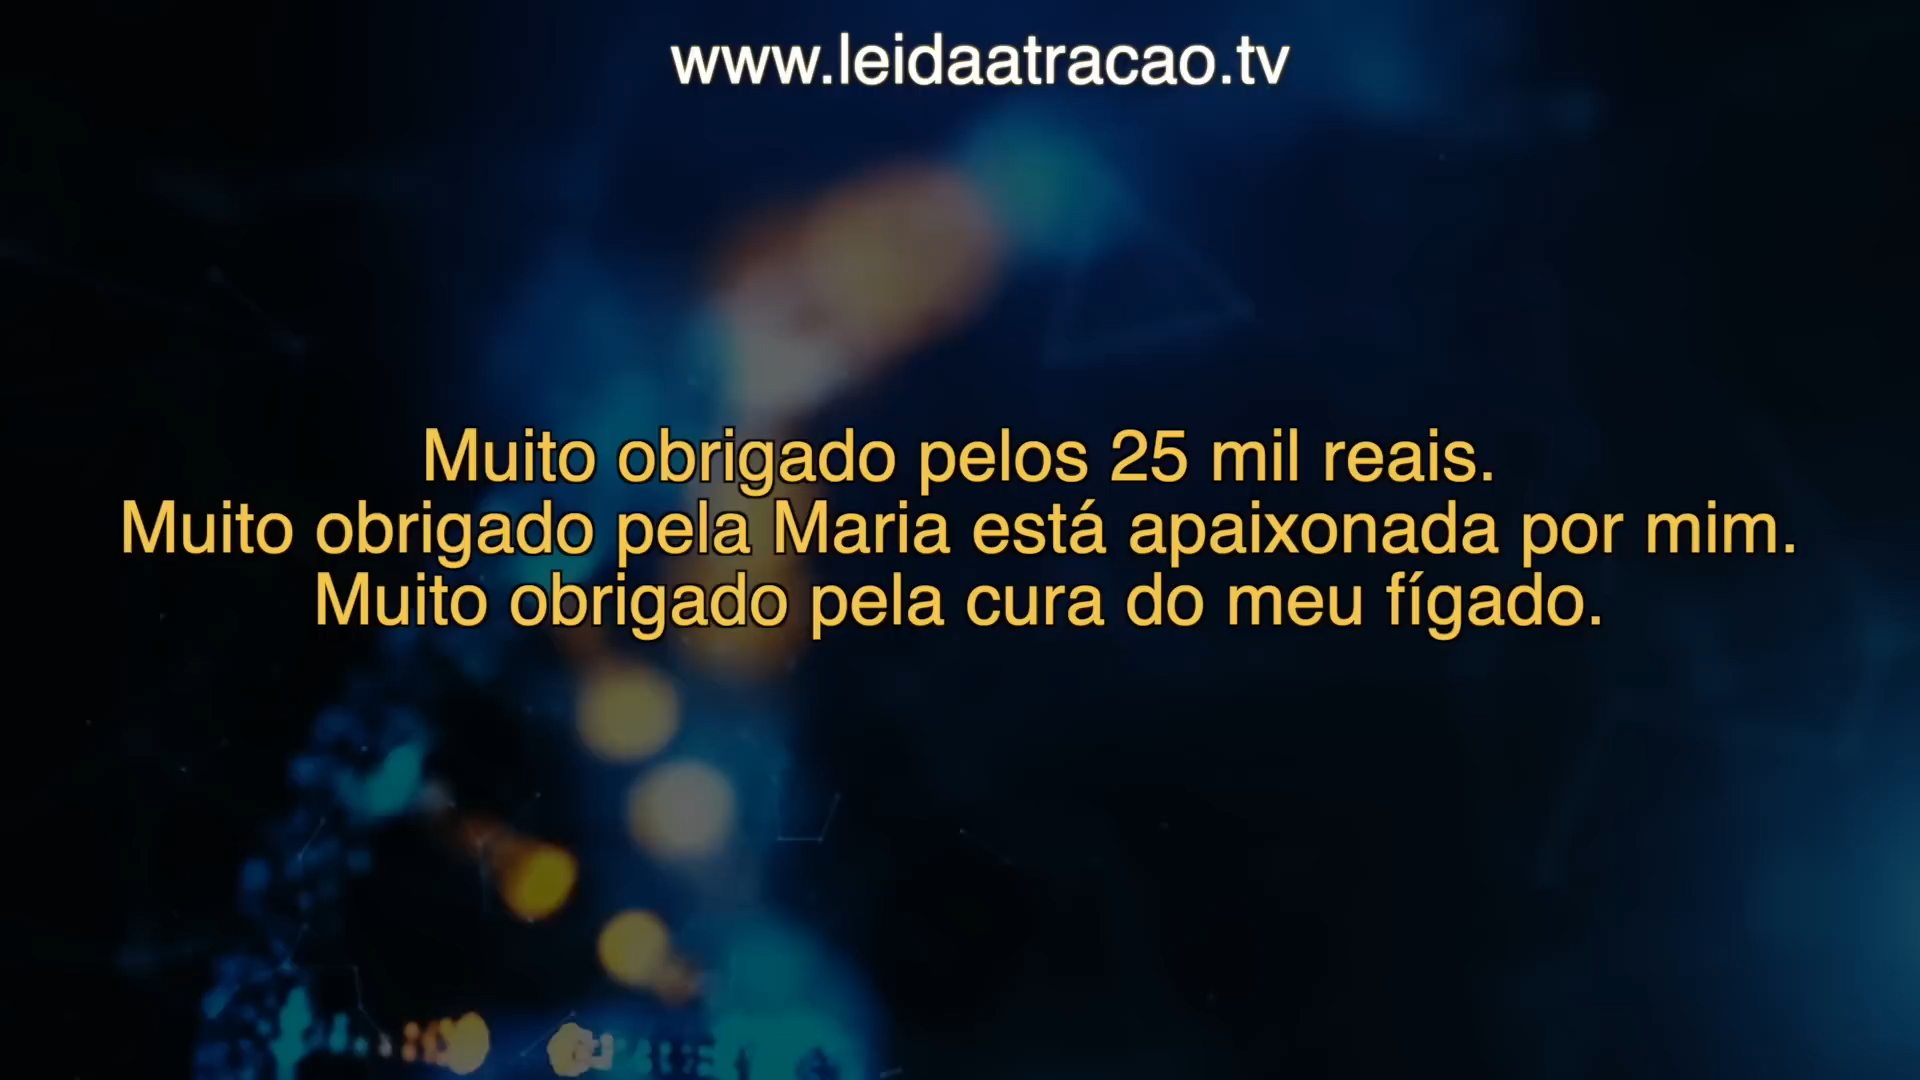 www.leidaatracao.tv
Muito obrigado pelos 25 mil reais.
Muito obrigado pela Maria está apaixonada por mim.
Muito obrigado pela cura do meu fígado.